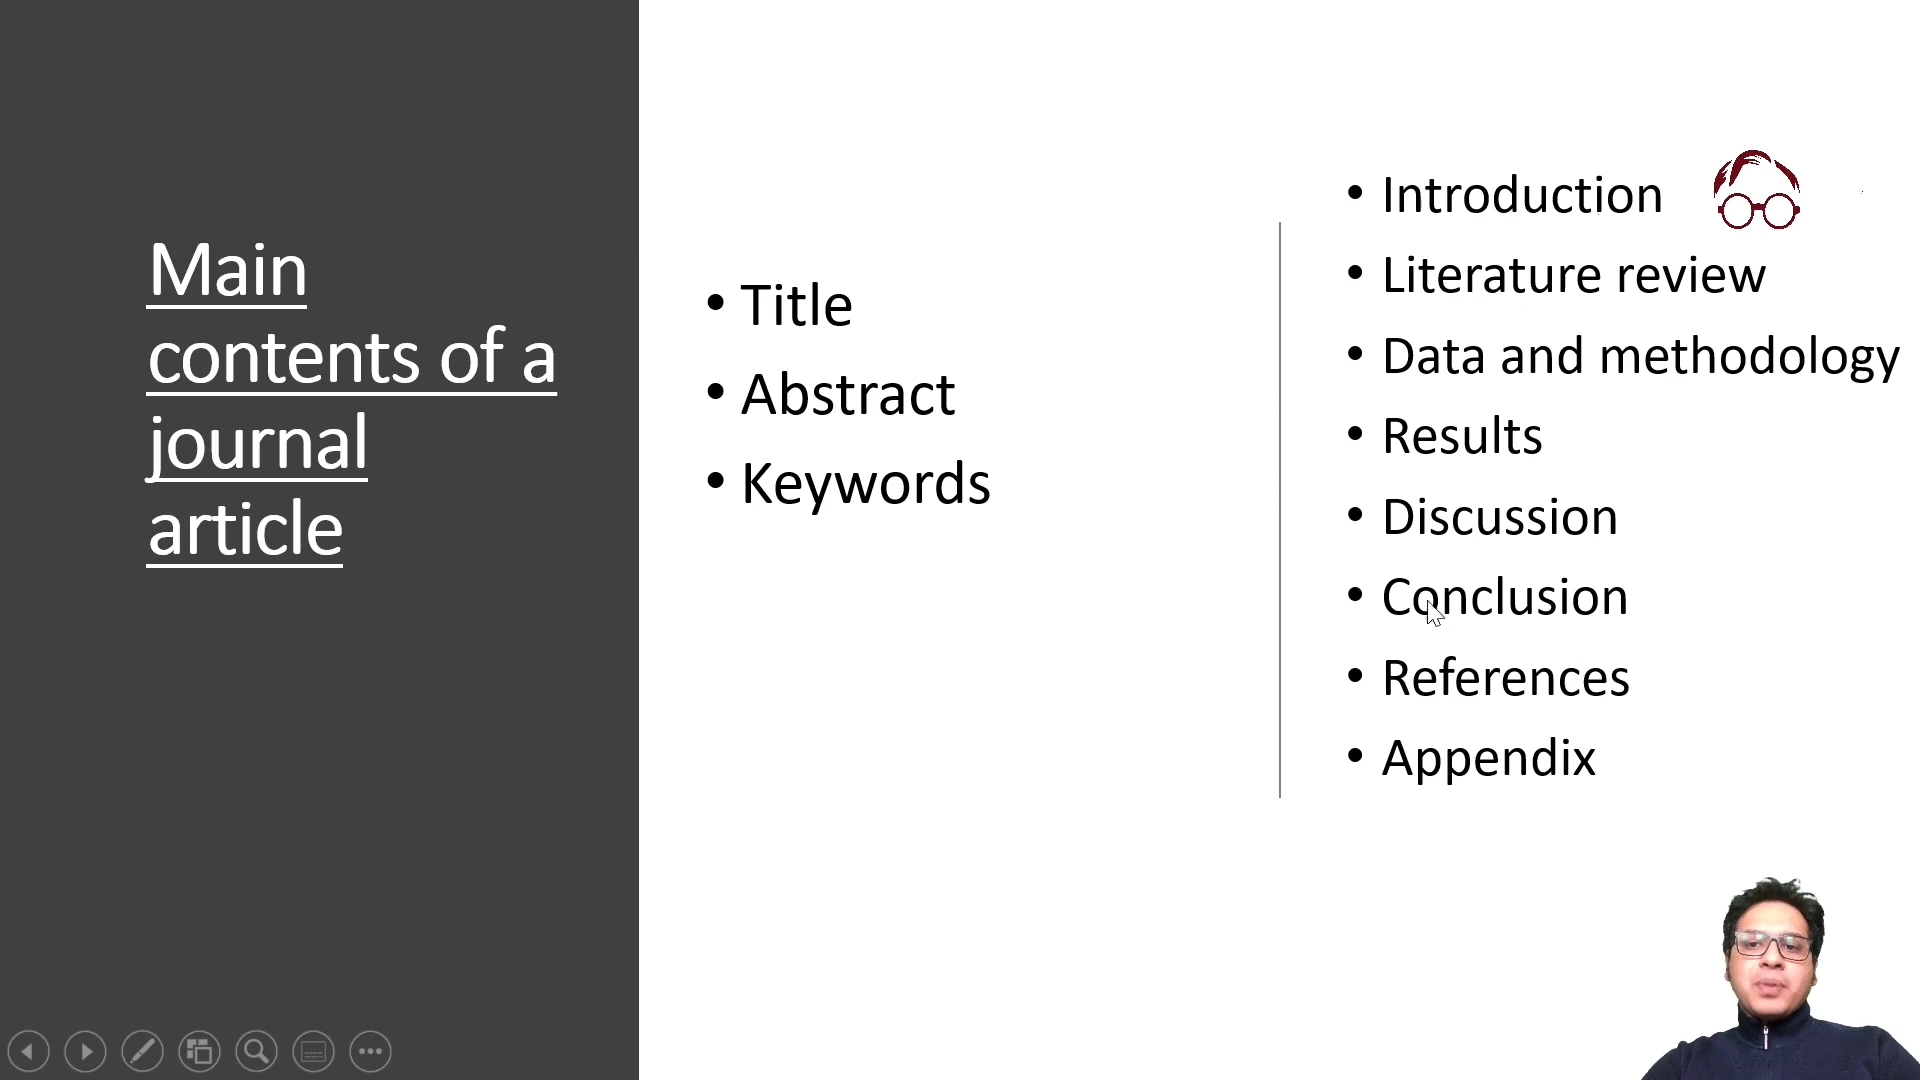 Main
contents of a
journal
article
• Title
• Abstract
• Keywords
• Introduction
• Literature review
• Data and methodology
• Results
• Discussion
• Conclusion
• References
• Appendix